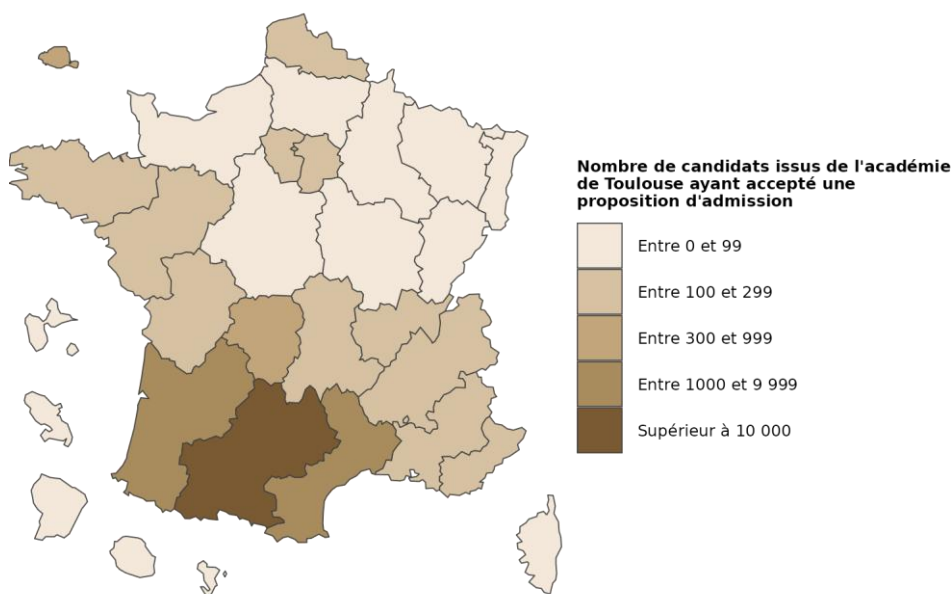 Nombre de candidats issus de l'académie
de Toulouse ayant accepté une
proposition d'admission
Entre 0 et 99
Entre 100 et 299
Entre 300 et 999
Entre 1000 et 9 999
Supérieur à 10 000